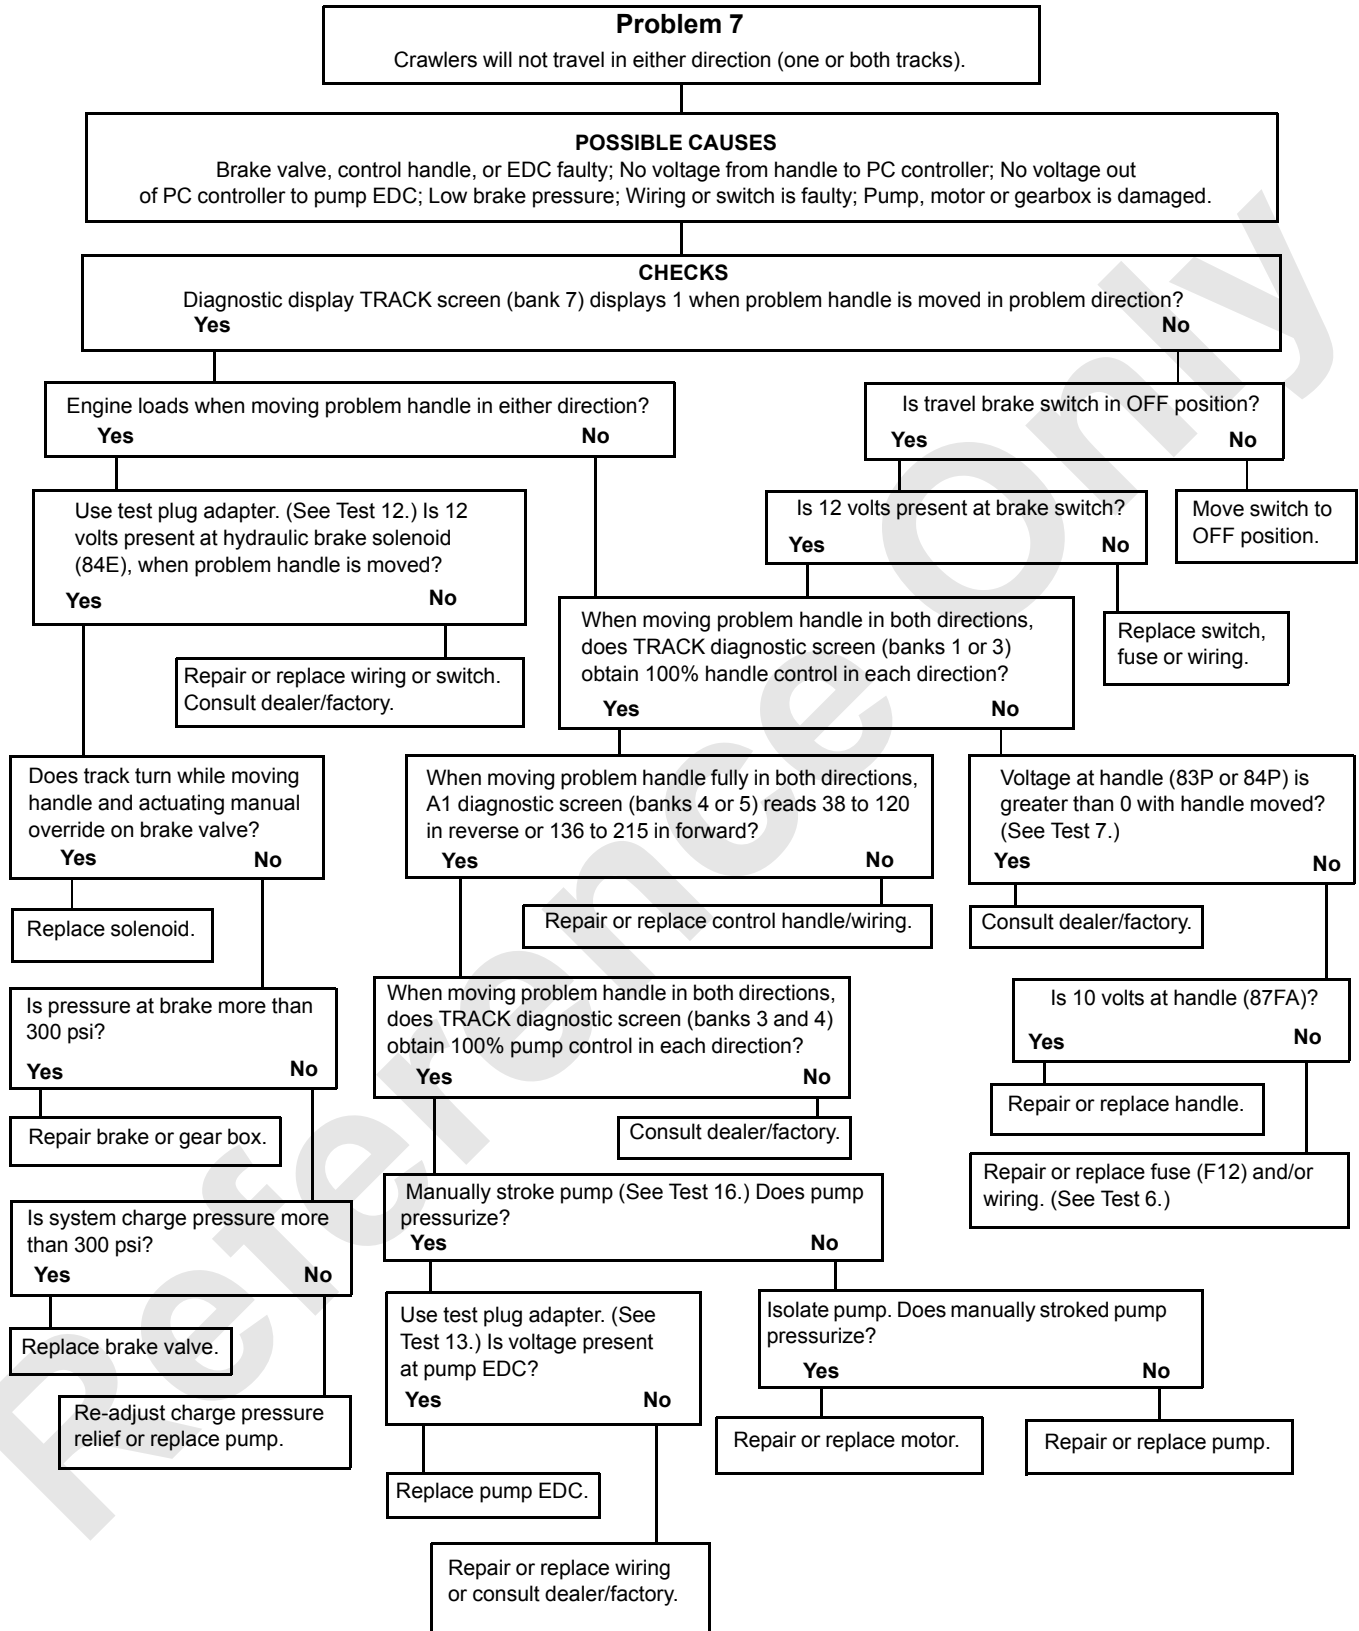 Problem 7
Crawlers will not travel in either direction (one or both tracks).
POSSIBLE CAUSES
Brake valve, control handle, or EDC faulty; No voltage from handle to PC controller; No voltage out
of PC controller to pump EDC; Low brake pressure; Wiring or switch is faulty; Pump, motor or gearbox is damaged.
CHECKS
Diagnostic display TRACK screen (bank 7) displays 1 when problem handle is moved in problem direction?
Yes No
Engine loads when moving problem handle in either direction?
Yes No
Is travel brake switch in OFF position?
Yes No
Use test plug adapter. (See Test 12.) Is 12
volts present at hydraulic brake solenoid
(84E), when problem handle is moved?
Yes No
Is 12 volts present at brake switch?
Yes No
Move switch to
OFF position.
Repair or replace wiring or switch.
Consult dealer/factory.
When moving problem handle in both directions,
does TRACK diagnostic screen (banks 1 or 3)
obtain 100% handle control in each direction?
Yes No
Replace switch,
fuse or wiring.
Does track turn while moving
handle and actuating manual
override on brake valve?
Yes No
When moving problem handle fully in both directions,
A1 diagnostic screen (banks 4 or 5) reads 38 to 120
in reverse or 136 to 215 in forward?
Yes No
Voltage at handle (83P or 84P) is
greater than 0 with handle moved?
(See Test 7.)
Yes No
Replace solenoid.
Repair or replace control handle/wiring.
Consult dealer/factory.
Is pressure at brake more than
300 psi?
Yes No
When moving problem handle in both directions,
does TRACK diagnostic screen (banks 3 and 4)
obtain 100% pump control in each direction?
Yes No
Is 10 volts at handle (87FA)?
Yes No
Repair brake or gear box.
Consult dealer/factory.
Repair or replace handle.
Is system charge pressure more
than 300 psi?
Yes No
Manually stroke pump (See Test 16.) Does pump
pressurize?
Yes No
Repair or replace fuse (F12) and/or
wiring. (See Test 6.)
Replace brake valve.
Use test plug adapter. (See
Test 13.) Is voltage present
at pump EDC?
Yes No
Isolate pump. Does manually stroked pump
pressurize?
Yes No
Re-adjust charge pressure
relief or replace pump.
Replace pump EDC.
Repair or replace motor.
Repair or replace pump.
Repair or replace wiring
or consult dealer/factory.
Reference Only